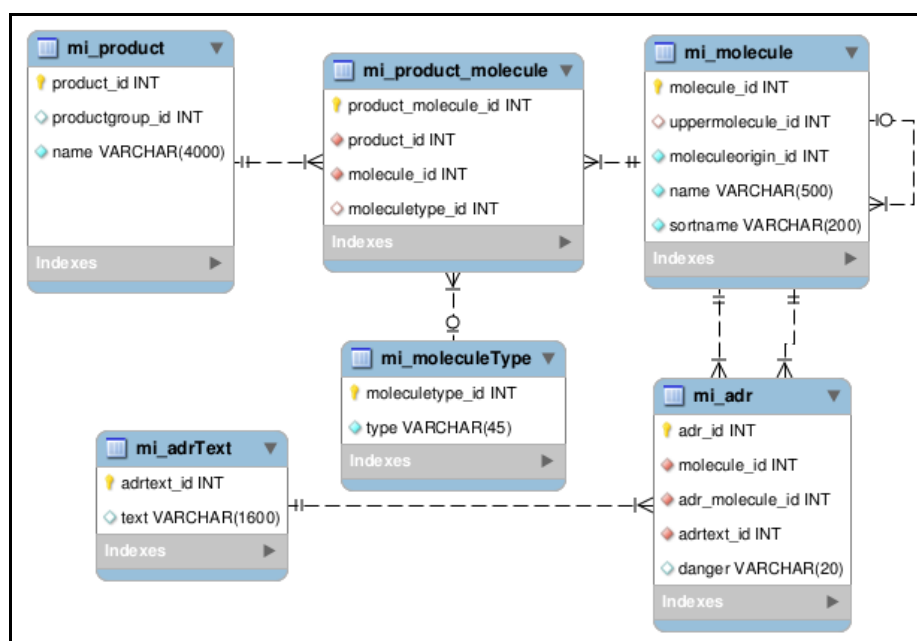 mi_product
product_id INT
productgroup_id INT
name VARCHAR(4000)
Indexes
mi_product_molecule
product_molecule_id INT
product_id INT
molecule_id INT
moleculetype_id INT
Indexes
mi_molecule
molecule_id INT
uppermolecule_id INT
moleculeorigin_id INT
name VARCHAR(500)
sortname VARCHAR(200)
Indexes
mi_moleculeType
moleculetype_id INT
type VARCHAR(45)
Indexes
mi_adrText
adrtext_id INT
text VARCHAR(1600)
Indexes
mi_adr
adr_id INT
molecule_id INT
adr_molecule_id INT
adrtext_id INT
danger VARCHAR(20)
Indexes